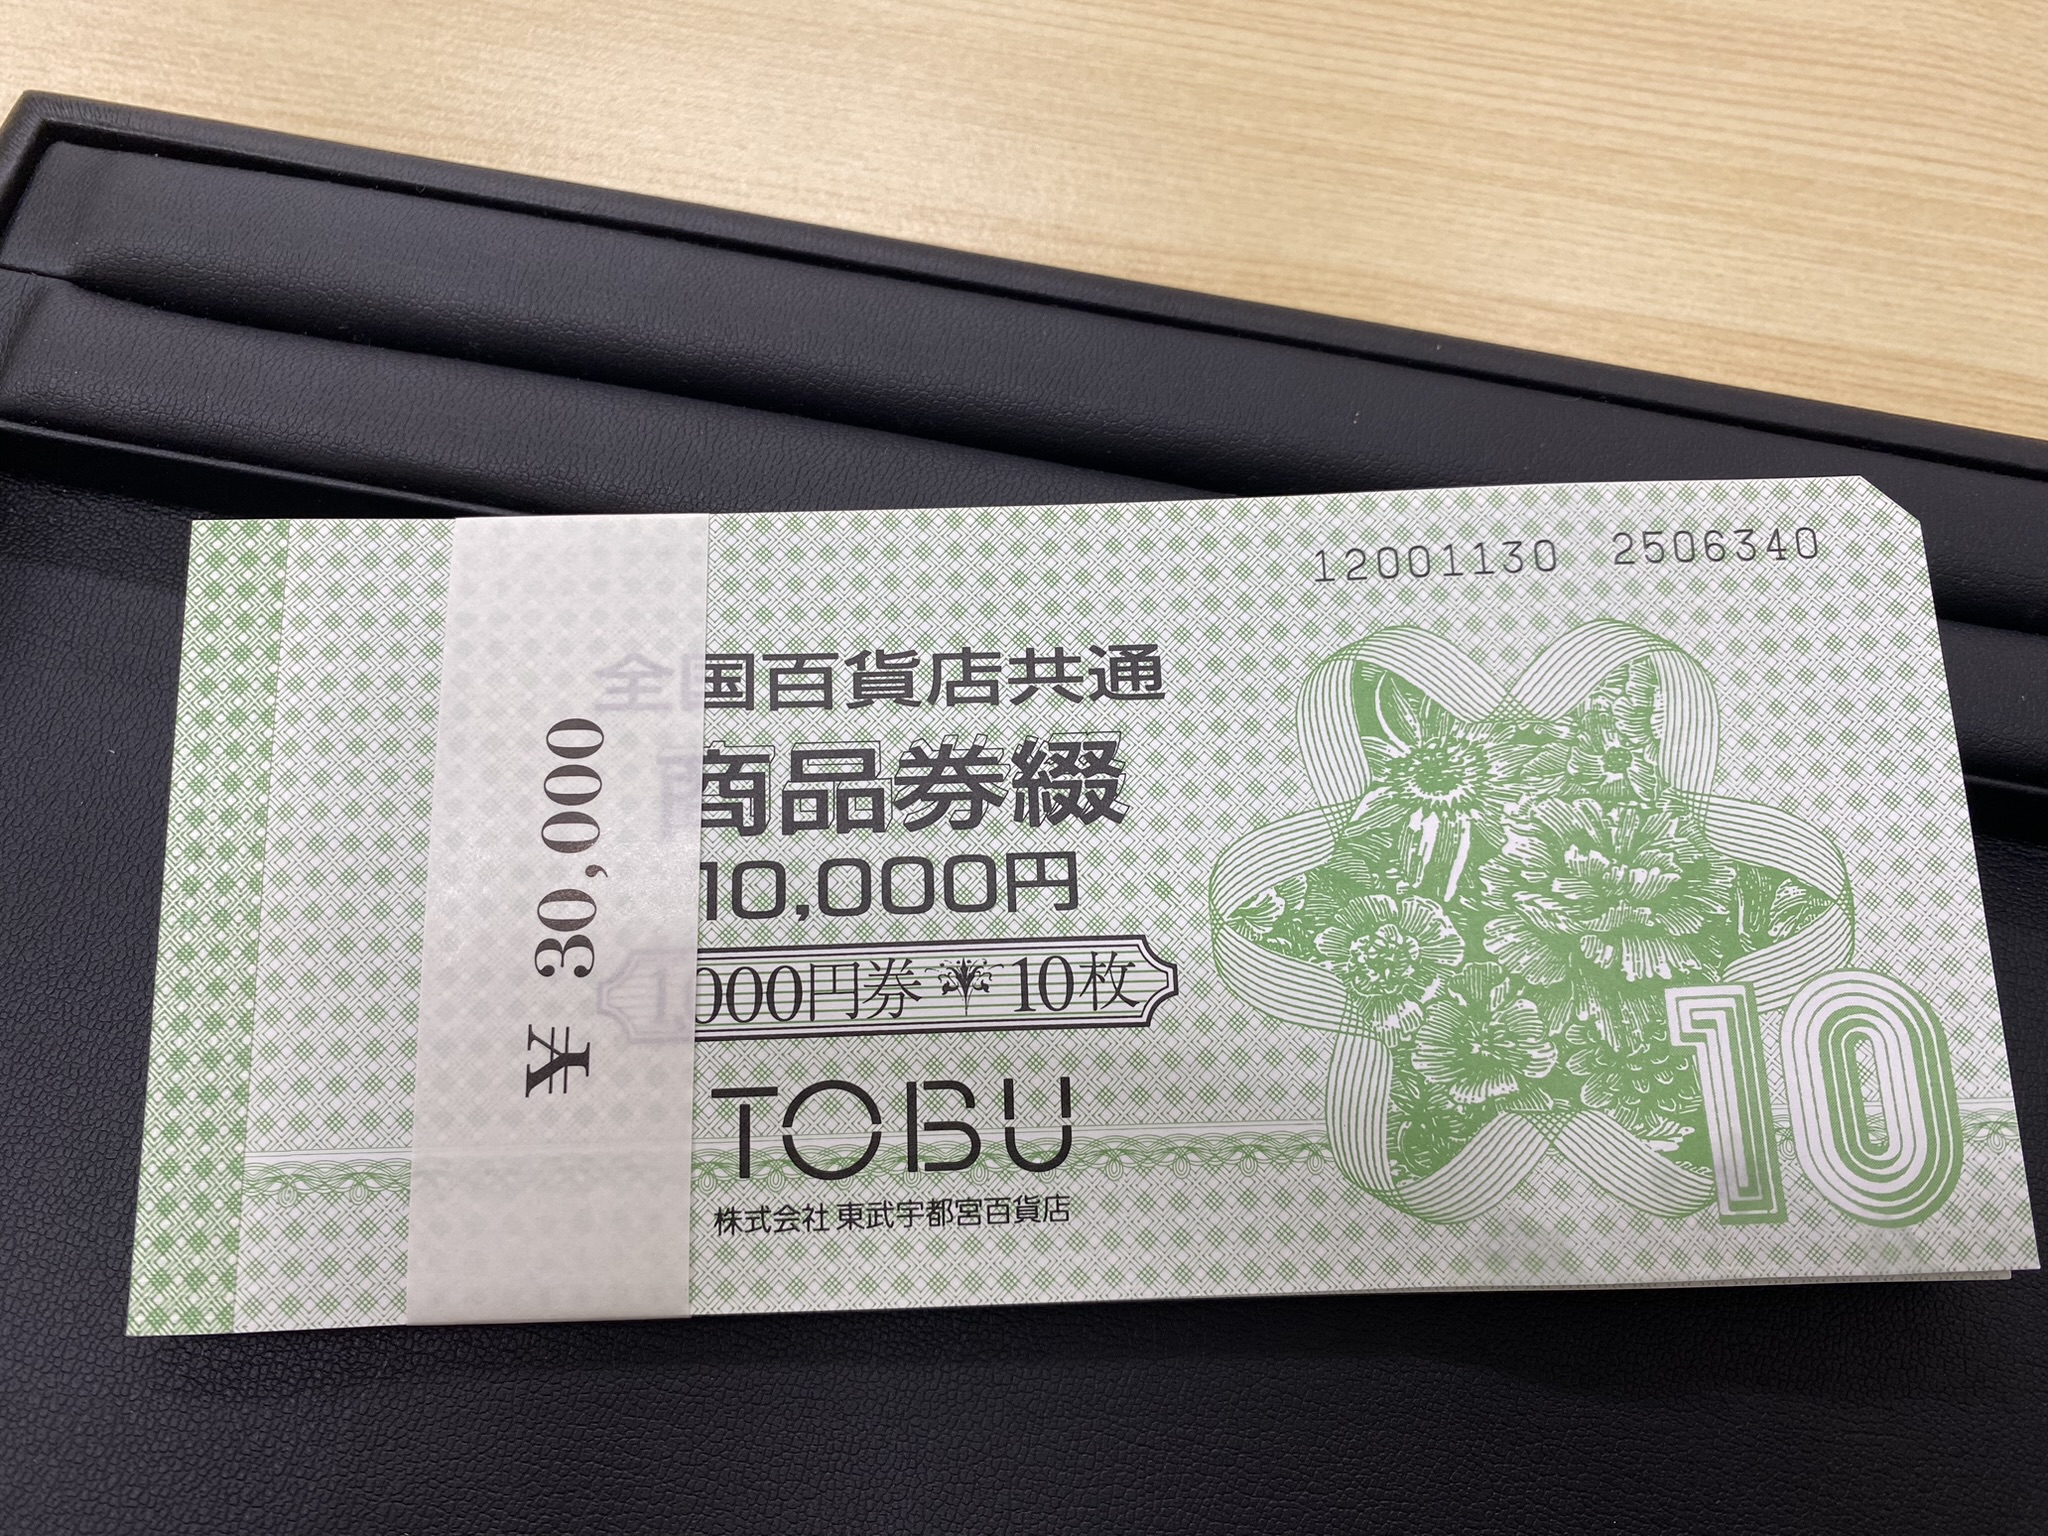 12001130 2506340
全国百貨店共通
商品券綴
10,000円
1000円券 10枚
TOBU
株式会社 東武宇都宮百貨店
10
¥ 30,000